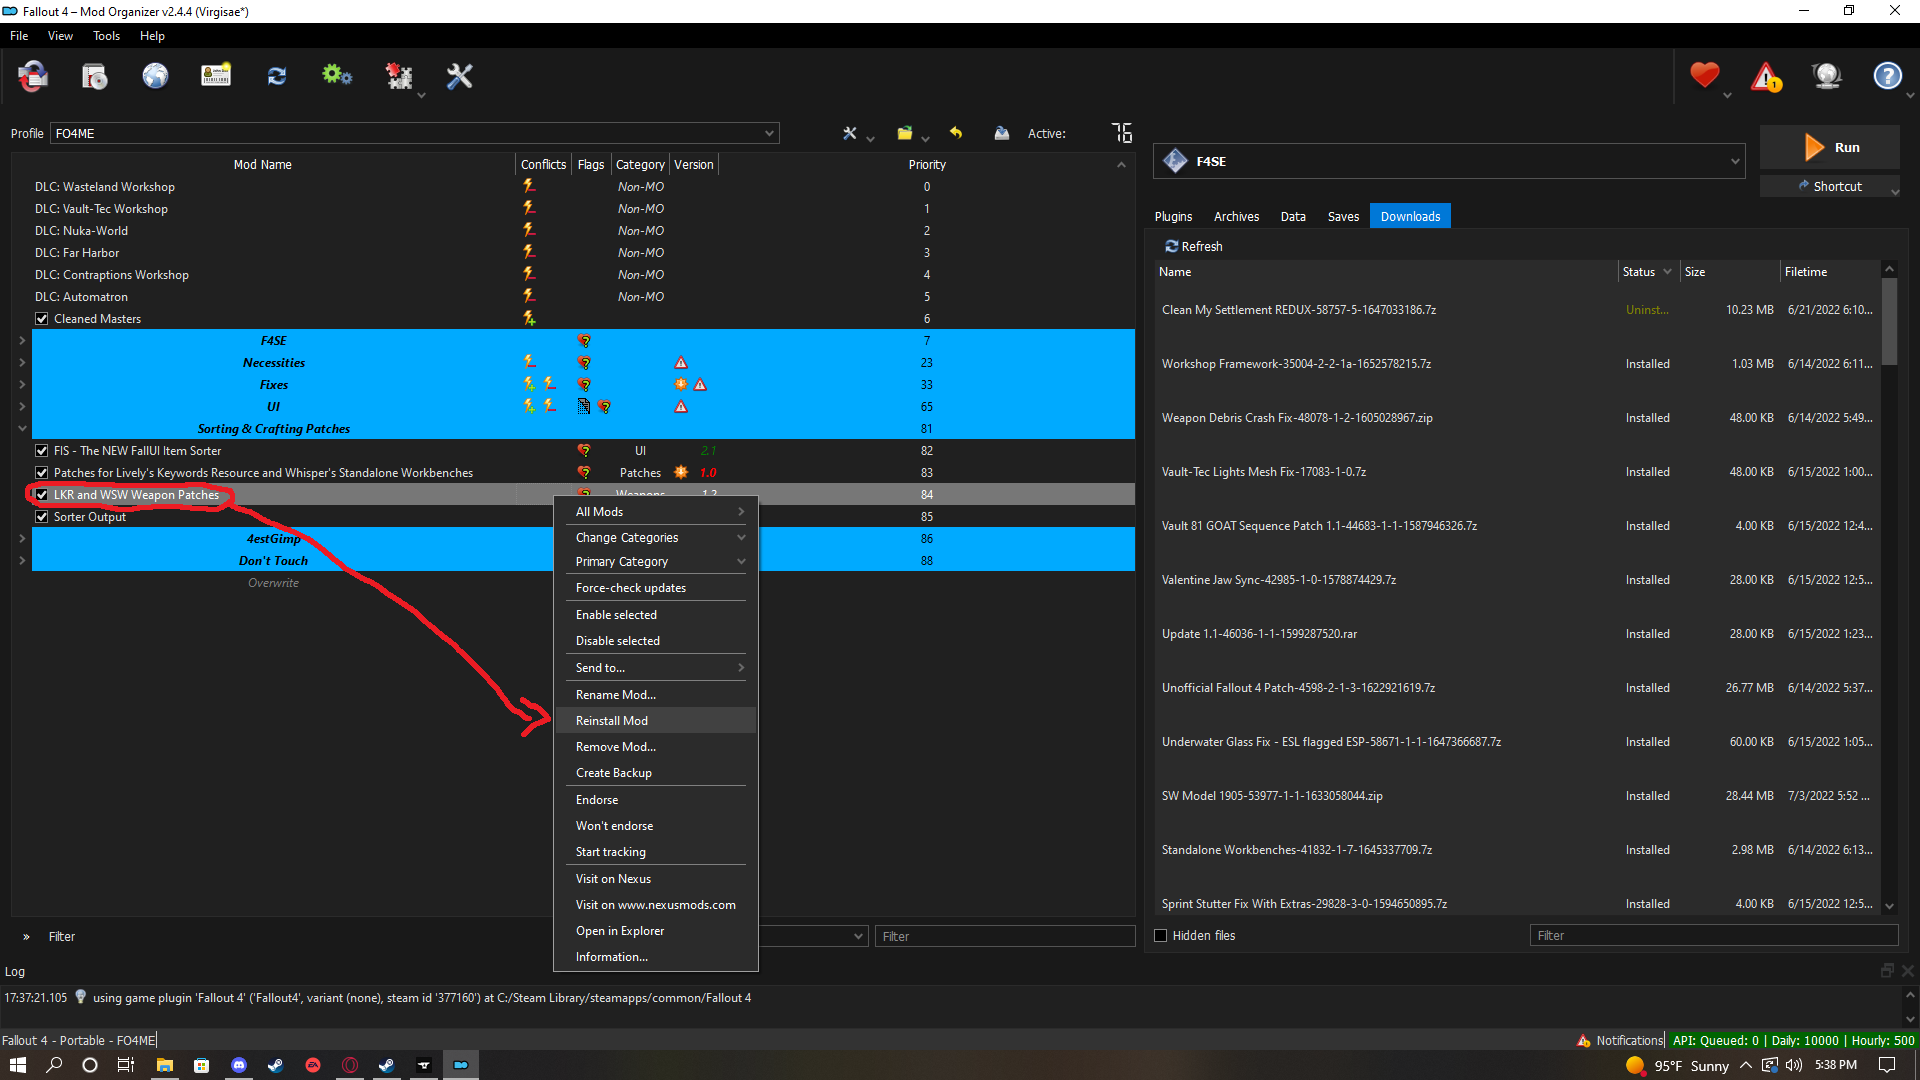 Fallout 4 – Mod Organizer v2.4.4 (Virgisae*)
File View Tools Help
Profile FO4ME Active: 76
Mod Name Conflicts Flags Category Version Priority
DLC: Wasteland Workshop Non-MO 0
DLC: Vault-Tec Workshop Non-MO 1
DLC: Nuka-World Non-MO 2
DLC: Far Harbor Non-MO 3
DLC: Contraptions Workshop Non-MO 4
DLC: Automatron Non-MO 5
Cleaned Masters 6
F4SE 7
Necessities 23
Fixes 33
UI 65
Sorting & Crafting Patches 81
FIS - The NEW FallUI Item Sorter UI 2.1 82
Patches for Lively's Keywords Resource and Whisper's Standalone Workbenches Patches 1.0 83
LKR and WSW Weapon Patches Weapons 1.2 84
Sorter Output 85
4estGimp 86
Don't Touch 88
Overwrite
All Mods
Change Categories
Primary Category
Force-check updates
Enable selected
Disable selected
Send to...
Rename Mod...
Reinstall Mod
Remove Mod...
Create Backup
Endorse
Won't endorse
Start tracking
Visit on Nexus
Visit on www.nexusmods.com
Open in Explorer
Information...
» Filter Filter
F4SE Run
Shortcut
Plugins Archives Data Saves Downloads
Refresh
Name Status Size Filetime
Clean My Settlement REDUX-58757-5-1647033186.7z Uninst... 10.23 MB 6/21/2022 6:10...
Workshop Framework-35004-2-2-1a-1652578215.7z Installed 1.03 MB 6/14/2022 6:11...
Weapon Debris Crash Fix-48078-1-2-1605028967.zip Installed 48.00 KB 6/14/2022 5:49...
Vault-Tec Lights Mesh Fix-17083-1-0.7z Installed 48.00 KB 6/15/2022 1:00...
Vault 81 GOAT Sequence Patch 1.1-44683-1-1-1587946326.7z Installed 4.00 KB 6/15/2022 12:4...
Valentine Jaw Sync-42985-1-0-1578874429.7z Installed 28.00 KB 6/15/2022 12:5...
Update 1.1-46036-1-1-1599287520.rar Installed 28.00 KB 6/15/2022 1:23...
Unofficial Fallout 4 Patch-4598-2-1-3-1622921619.7z Installed 26.77 MB 6/14/2022 5:37...
Underwater Glass Fix - ESL flagged ESP-58671-1-1-1647366687.7z Installed 60.00 KB 6/15/2022 1:05...
SW Model 1905-53977-1-1-1633058044.zip Installed 28.44 MB 7/3/2022 5:52 ...
Standalone Workbenches-41832-1-7-1645337709.7z Installed 2.98 MB 6/14/2022 6:13...
Sprint Stutter Fix With Extras-29828-3-0-1594650895.7z Installed 4.00 KB 6/15/2022 12:5...
Hidden files Filter
Log
17:37:21.105 using game plugin 'Fallout 4' ('Fallout4', variant (none), steam id '377160') at C:/Steam Library/steamapps/common/Fallout 4
Fallout 4 - Portable - FO4ME Notifications API: Queued: 0 | Daily: 10000 | Hourly: 500
95°F Sunny 5:38 PM